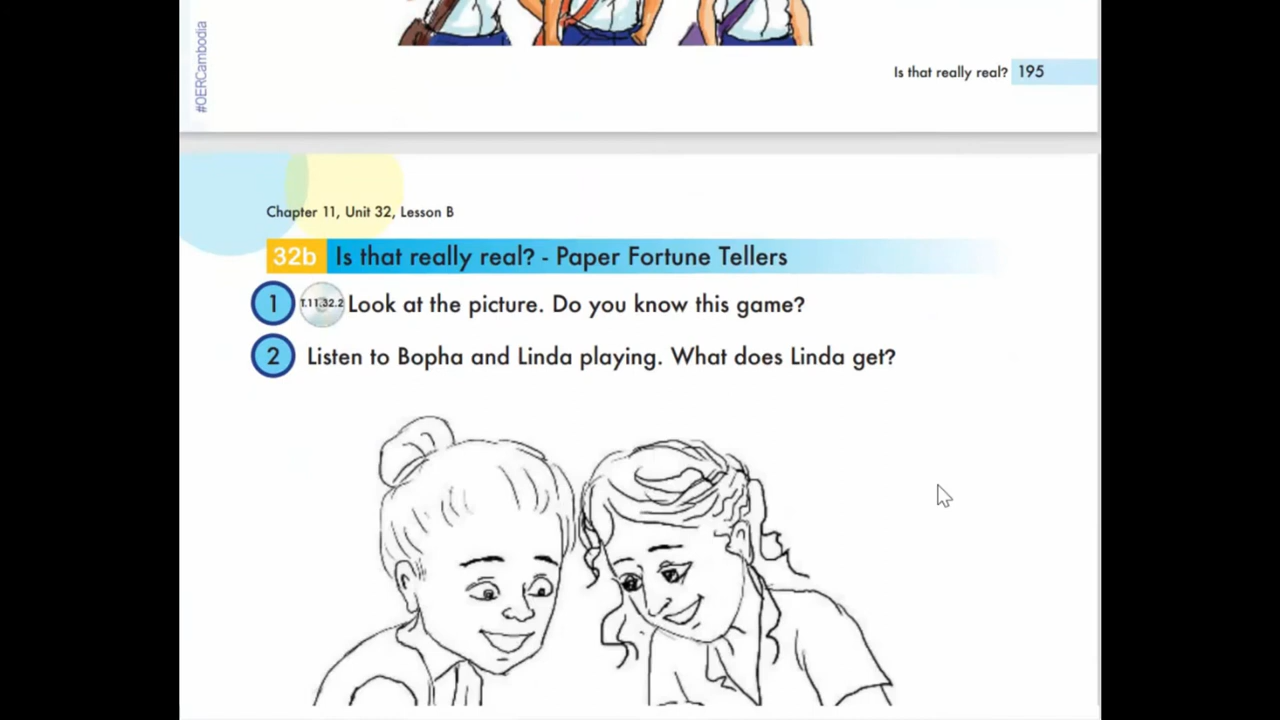 #OERCambodia
Is that really real? 195
Chapter 11, Unit 32, Lesson B
32b Is that really real? - Paper Fortune Tellers
1 T.11.32.2 Look at the picture. Do you know this game?
2 Listen to Bopha and Linda playing. What does Linda get?